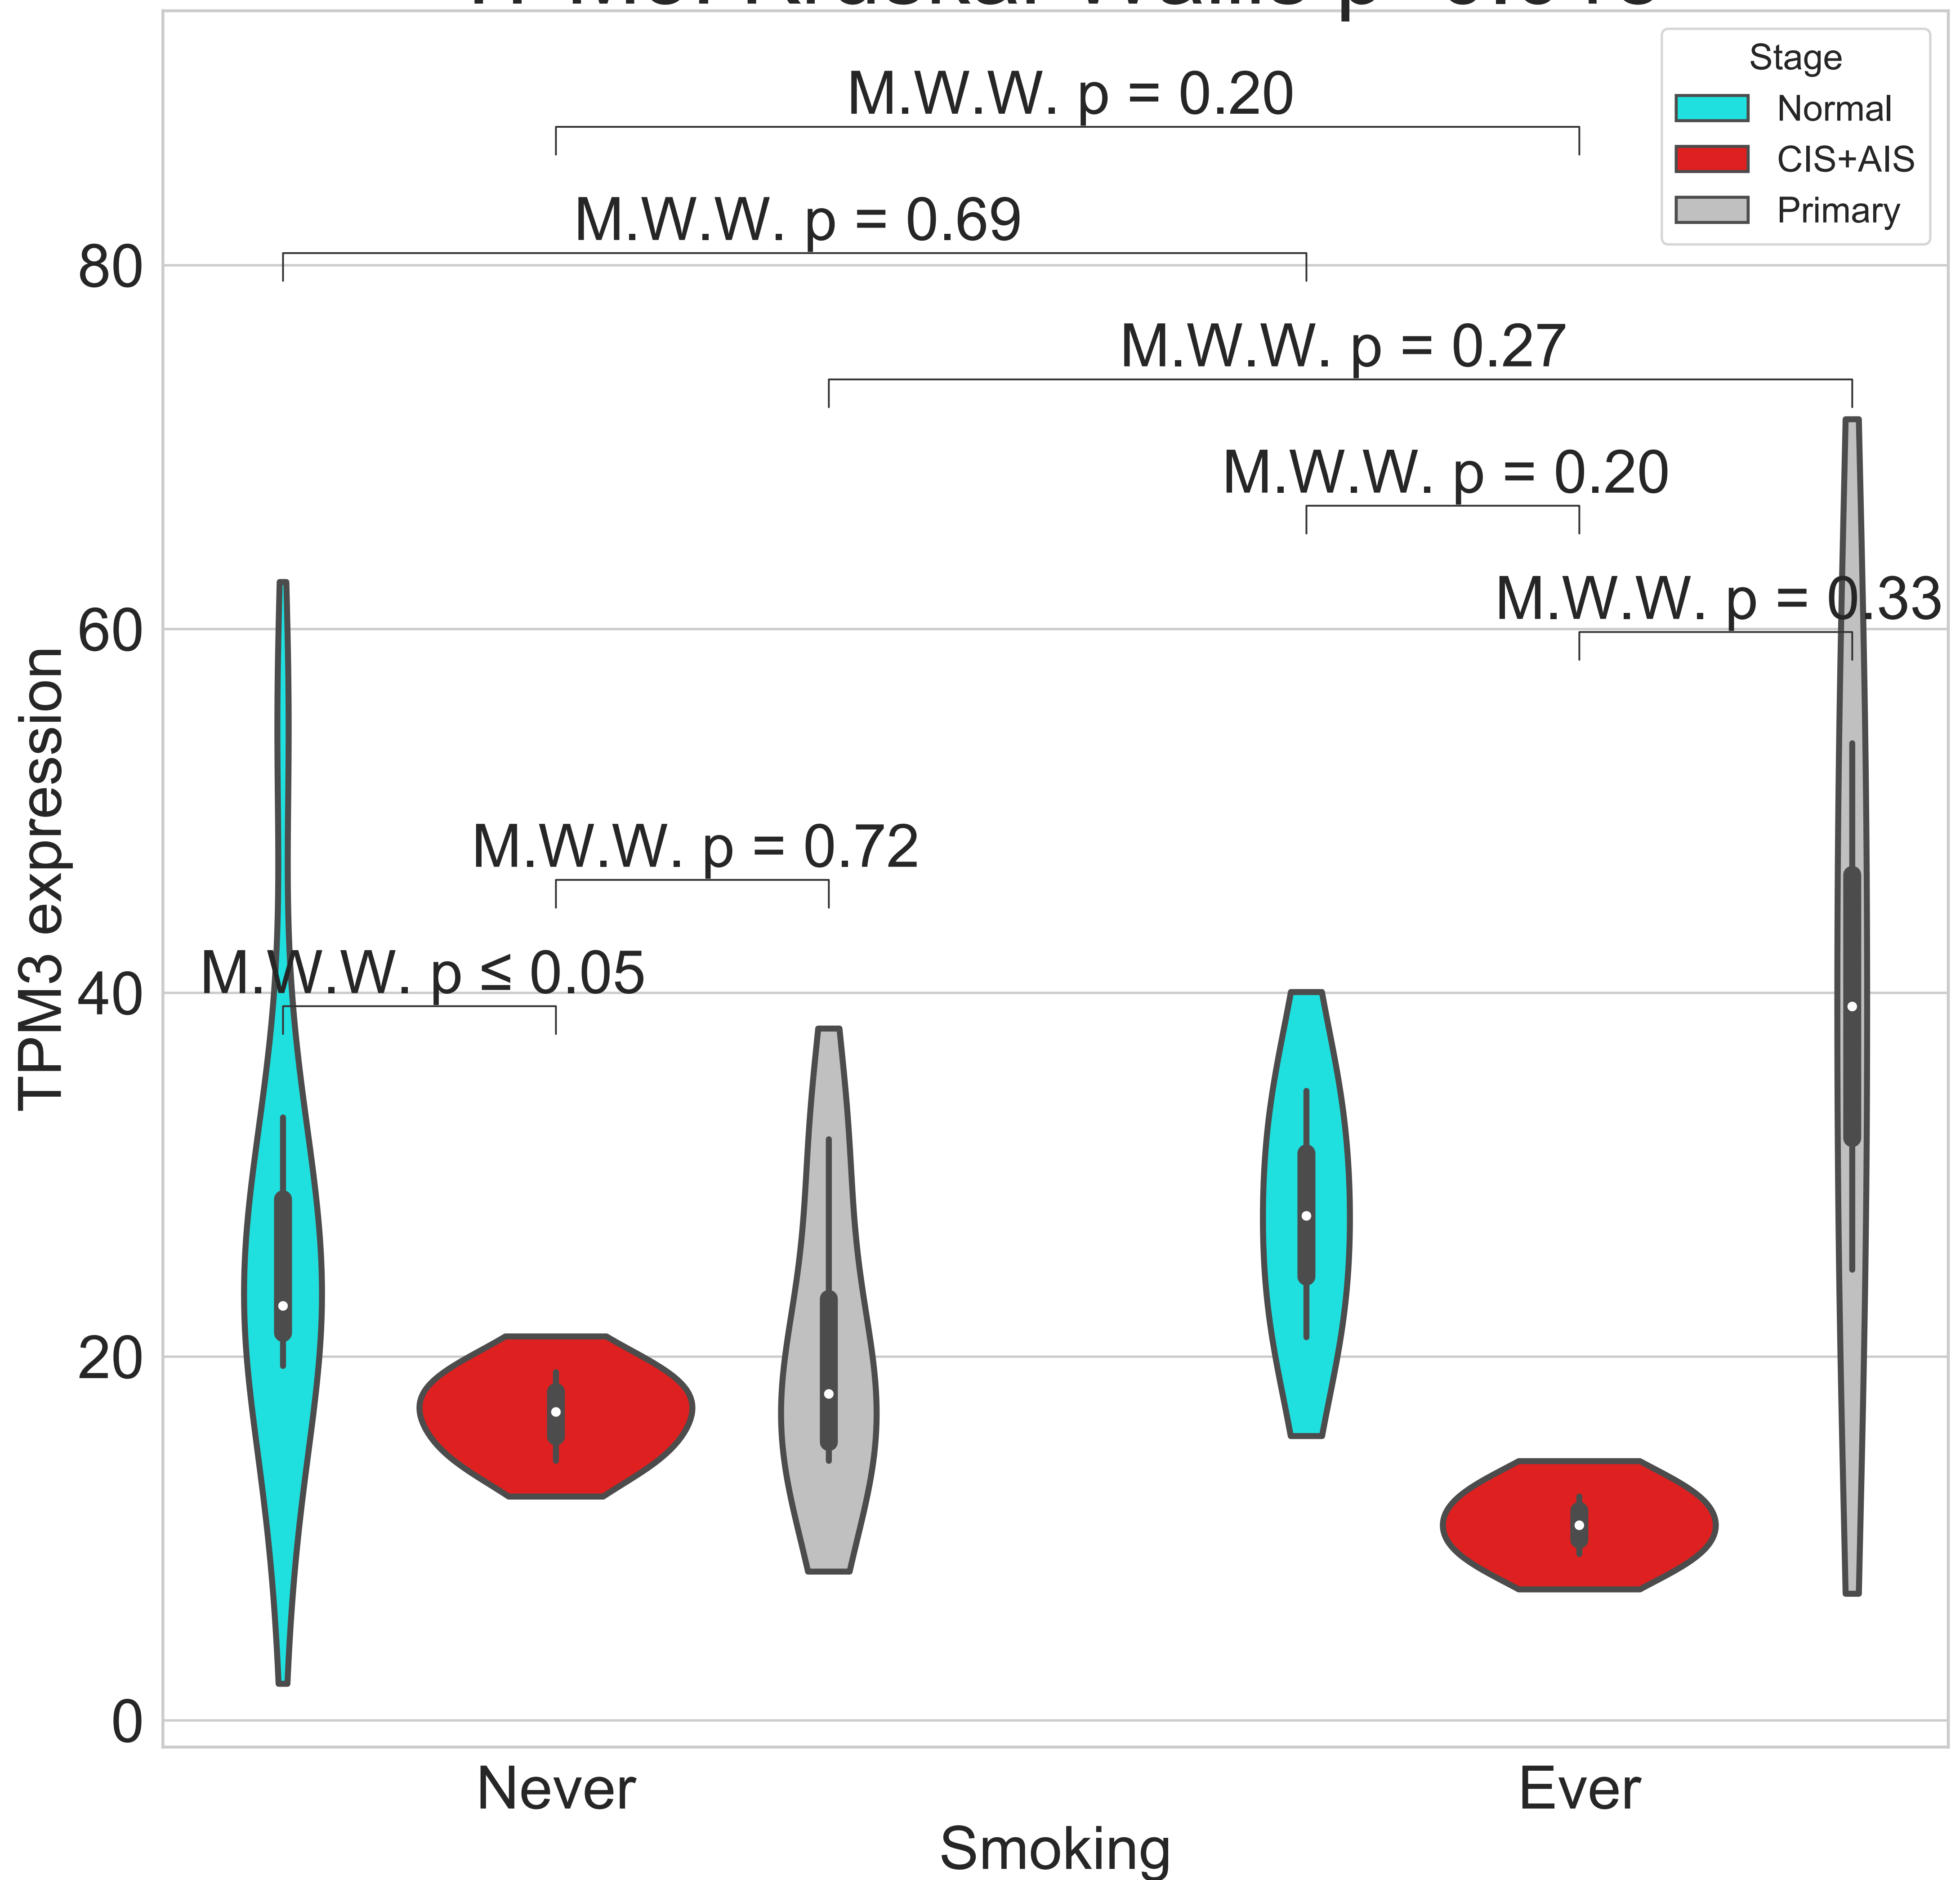 Stage
Normal
CIS+AIS
Primary
M.W.W. p = 0.20
M.W.W. p = 0.69
M.W.W. p = 0.27
M.W.W. p = 0.20
M.W.W. p = 0.33
M.W.W. p = 0.72
M.W.W. p ≤ 0.05
80
60
40
20
0
TPM3 expression
Never
Ever
Smoking